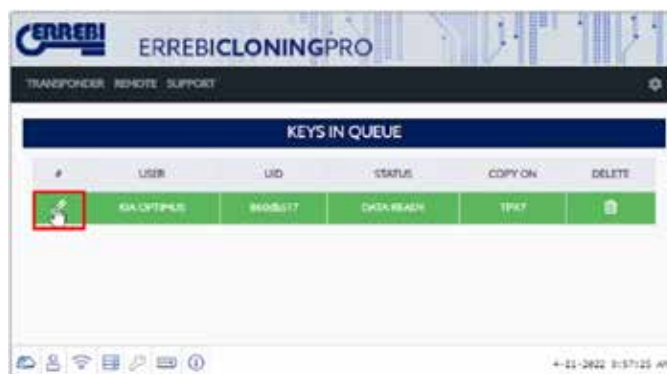 ERREBI
ERREBICLONINGPRO
TRANSPONDER REMOTE SUPPORT
KEYS IN QUEUE
# USER UID STATUS COPY ON DELETE
KIA OPTIMUS DATA READY TPX7